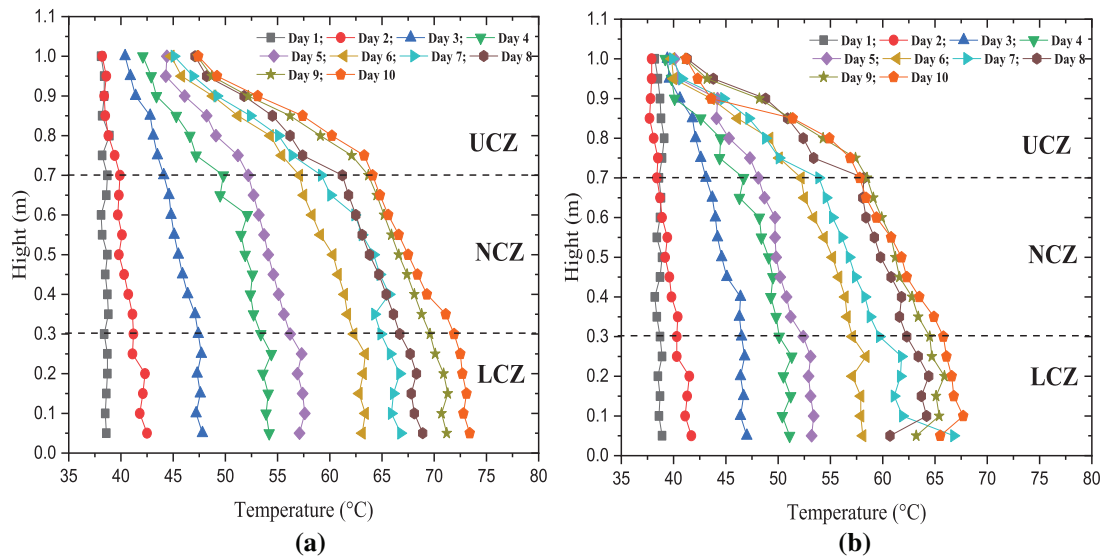 1.1
1.0
0.9
0.8
0.7
0.6
0.5
0.4
0.3
0.2
0.1
0.0
Hight (m)
Day 1; Day 2; Day 3; Day 4
Day 5; Day 6; Day 7; Day 8
Day 9; Day 10
UCZ
NCZ
LCZ
35 40 45 50 55 60 65 70 75 80
Temperature (°C)
(a)
1.1
1.0
0.9
0.8
0.7
0.6
0.5
0.4
0.3
0.2
0.1
0.0
Hight (m)
Day 1; Day 2; Day 3; Day 4
Day 5; Day 6; Day 7; Day 8
Day 9; Day 10
UCZ
NCZ
LCZ
35 40 45 50 55 60 65 70 75 80
Temperature (°C)
(b)